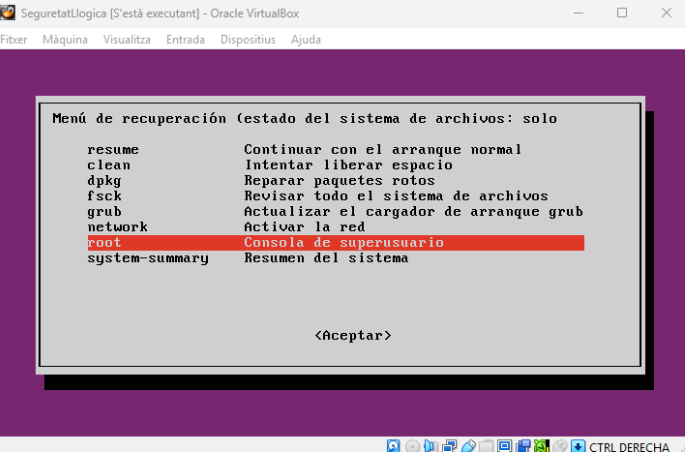 SeguretatLlogica [S'està executant] - Oracle VirtualBox
Fitxer Màquina Visualitza Entrada Dispositius Ajuda
Menú de recuperación (estado del sistema de archivos: solo
resume Continuar con el arranque normal
clean Intentar liberar espacio
dpkg Reparar paquetes rotos
fsck Revisar todo el sistema de archivos
grub Actualizar el cargador de arranque grub
network Activar la red
root Consola de superusuario
system-summary Resumen del sistema
<Aceptar>
CTRL DERECHA